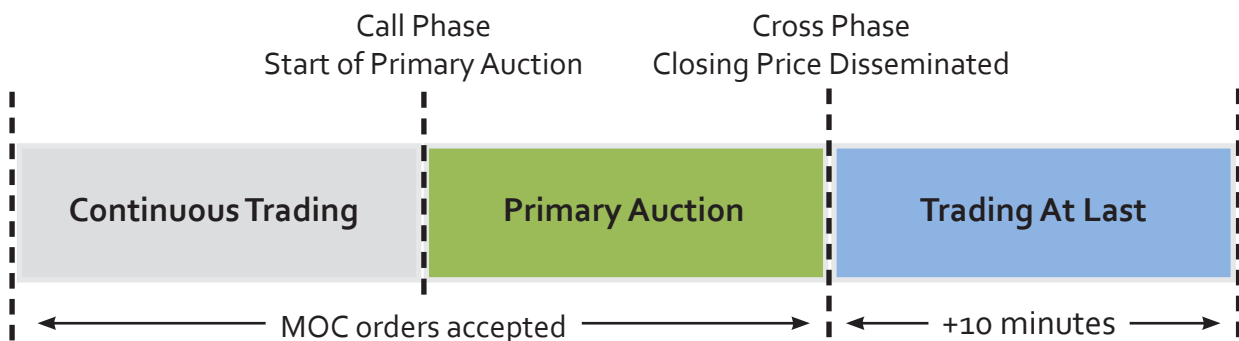 Call Phase
Start of Primary Auction
Cross Phase
Closing Price Disseminated
Continuous Trading
Primary Auction
Trading At Last
MOC orders accepted
+10 minutes